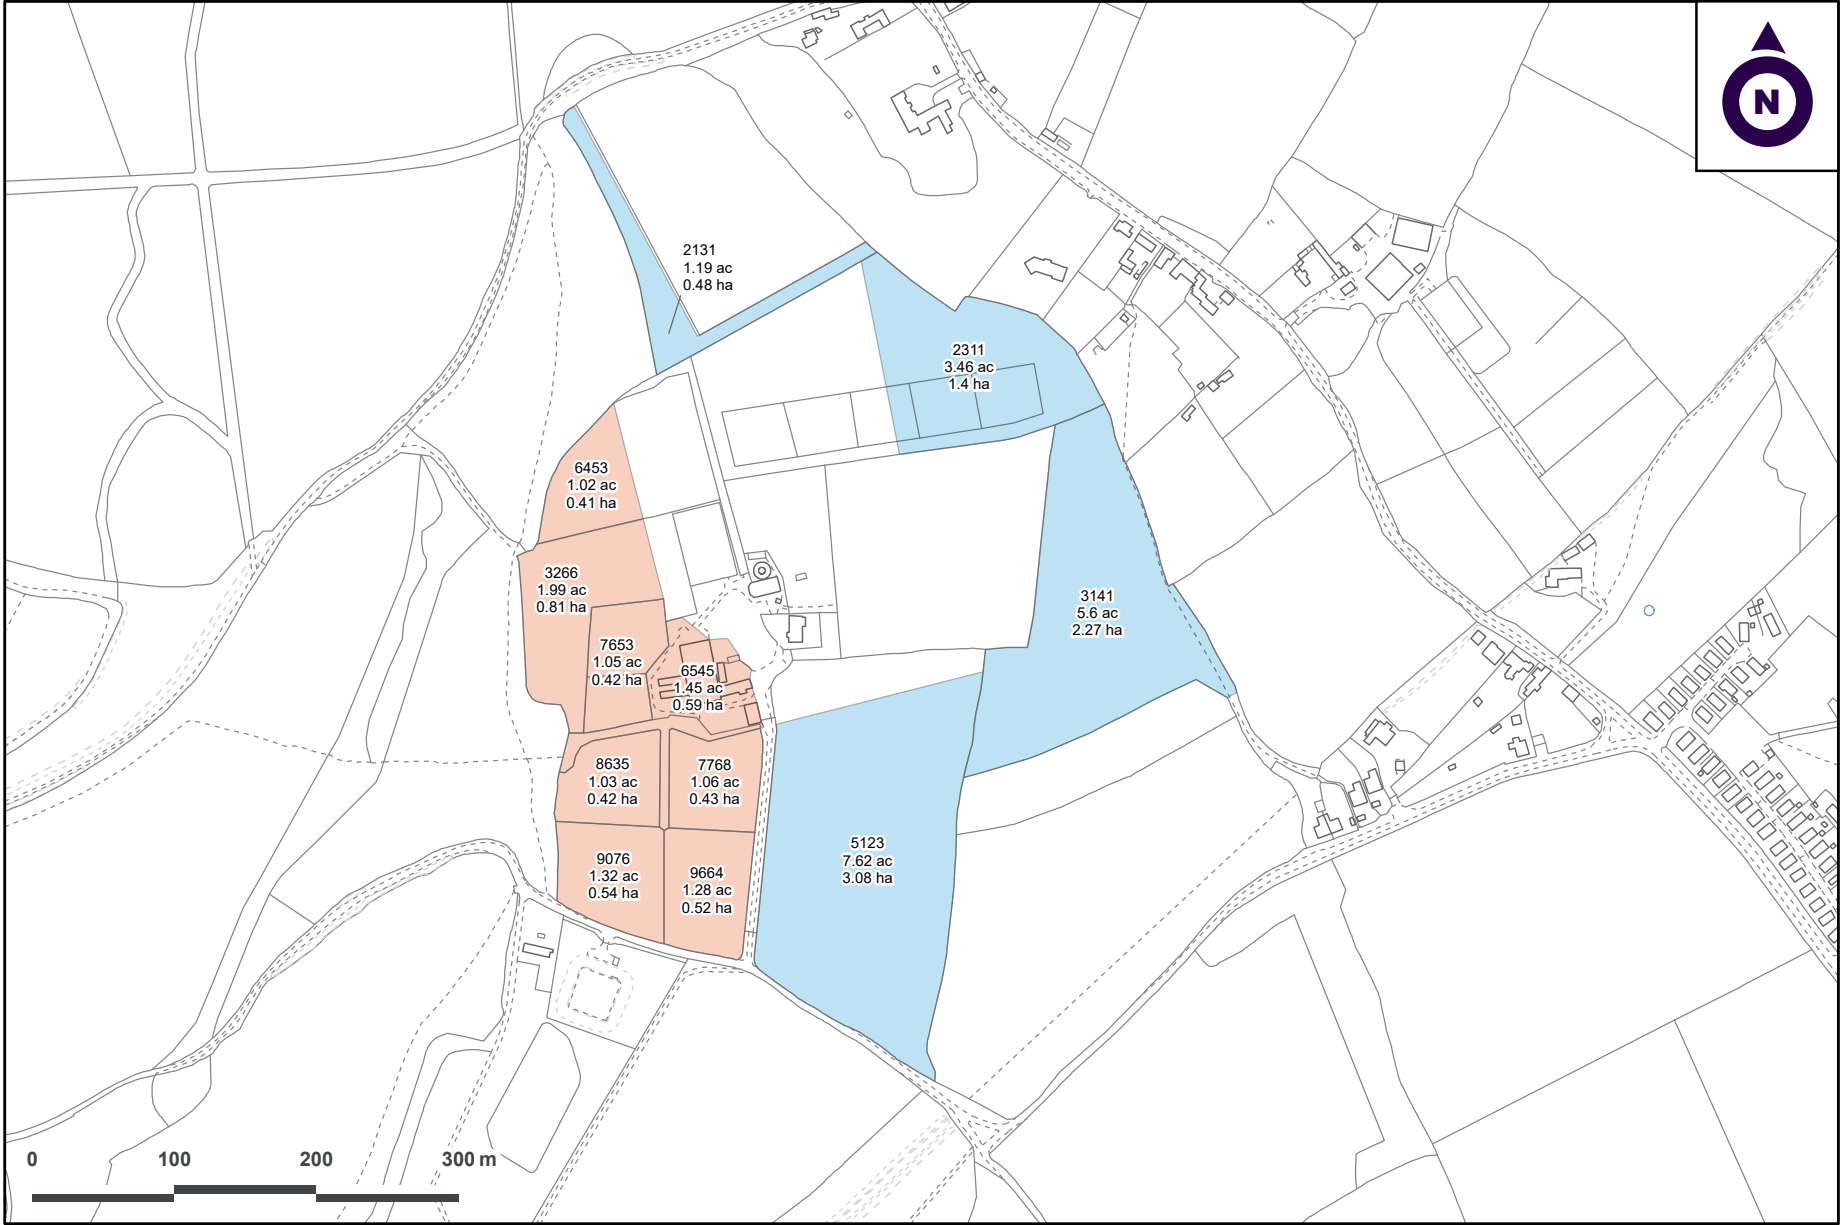 N
2131
1.19 ac
0.48 ha
2311
3.46 ac
1.4 ha
6453
1.02 ac
0.41 ha
3266
1.99 ac
0.81 ha
3141
5.6 ac
2.27 ha
7653
1.05 ac
0.42 ha
6545
1.45 ac
0.59 ha
8635
1.03 ac
0.42 ha
7768
1.06 ac
0.43 ha
5123
7.62 ac
3.08 ha
9076
1.32 ac
0.54 ha
9664
1.28 ac
0.52 ha
0 100 200 300 m